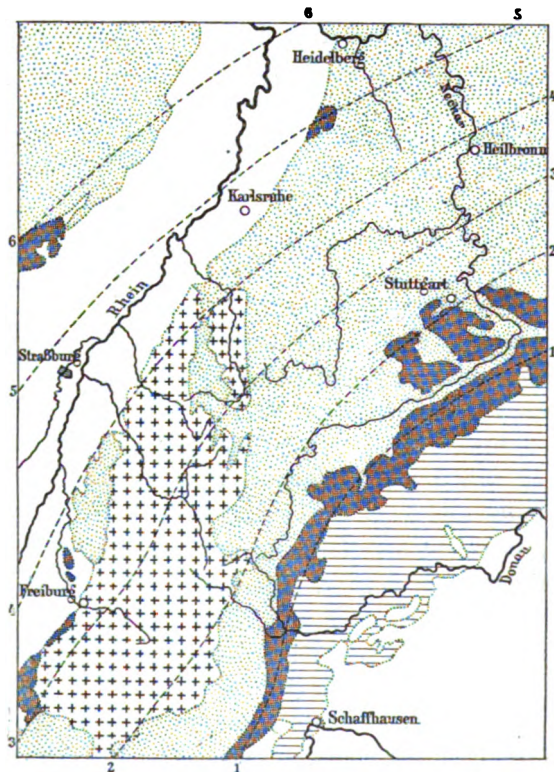 6 5
Heidelberg
4
Neckar
Heilbronn
3
Karlsruhe
6
2
Stuttgart
Rhein
1
Straßburg
5
Donau
Freiburg
4
Schaffhausen
3
2 1